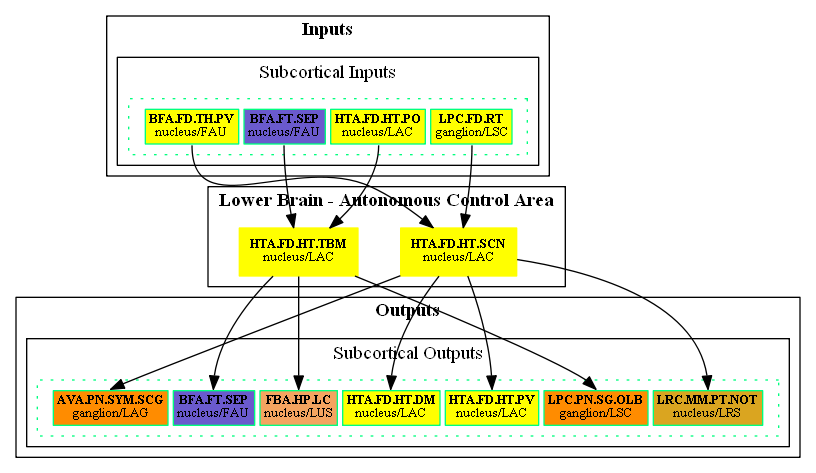 Inputs
Subcortical Inputs
BFA.FD.TH.PV
nucleus/FAU
BFA.FT.SEP
nucleus/FAU
HTA.FD.HT.PO
nucleus/LAC
LPC.FD.RT
ganglion/LSC
Lower Brain - Autonomous Control Area
HTA.FD.HT.TBM
nucleus/LAC
HTA.FD.HT.SCN
nucleus/LAC
Outputs
Subcortical Outputs
AVA.PN.SYM.SCG
ganglion/LAG
BFA.FT.SEP
nucleus/FAU
FBA.HP.LC
nucleus/LUS
HTA.FD.HT.DM
nucleus/LAC
HTA.FD.HT.PV
nucleus/LAC
LPC.PN.SG.OLB
ganglion/LSC
LRC.MM.PT.NOT
nucleus/LRS